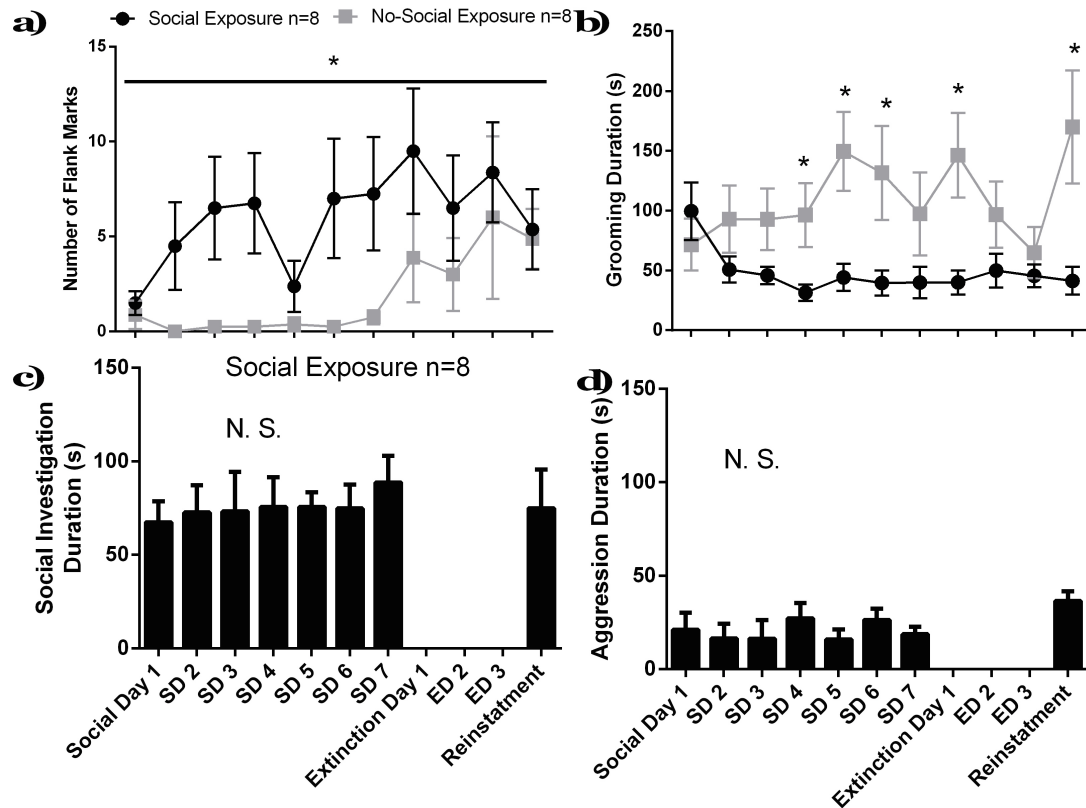 a)
Social Exposure n=8
No-Social Exposure n=8
15
10
5
0
Number of Flank Marks
*
b)
250
200
150
100
50
0
Grooming Duration (s)
* * * * *
c)
Social Exposure n=8
150
100
50
0
Social Investigation
Duration (s)
N. S.
Social Day 1
SD 2
SD 3
SD 4
SD 5
SD 6
SD 7
Extinction Day 1
ED 2
ED 3
Reinstatment
d)
150
100
50
0
Aggression Duration (s)
N. S.
Social Day 1
SD 2
SD 3
SD 4
SD 5
SD 6
SD 7
Extinction Day 1
ED 2
ED 3
Reinstatment